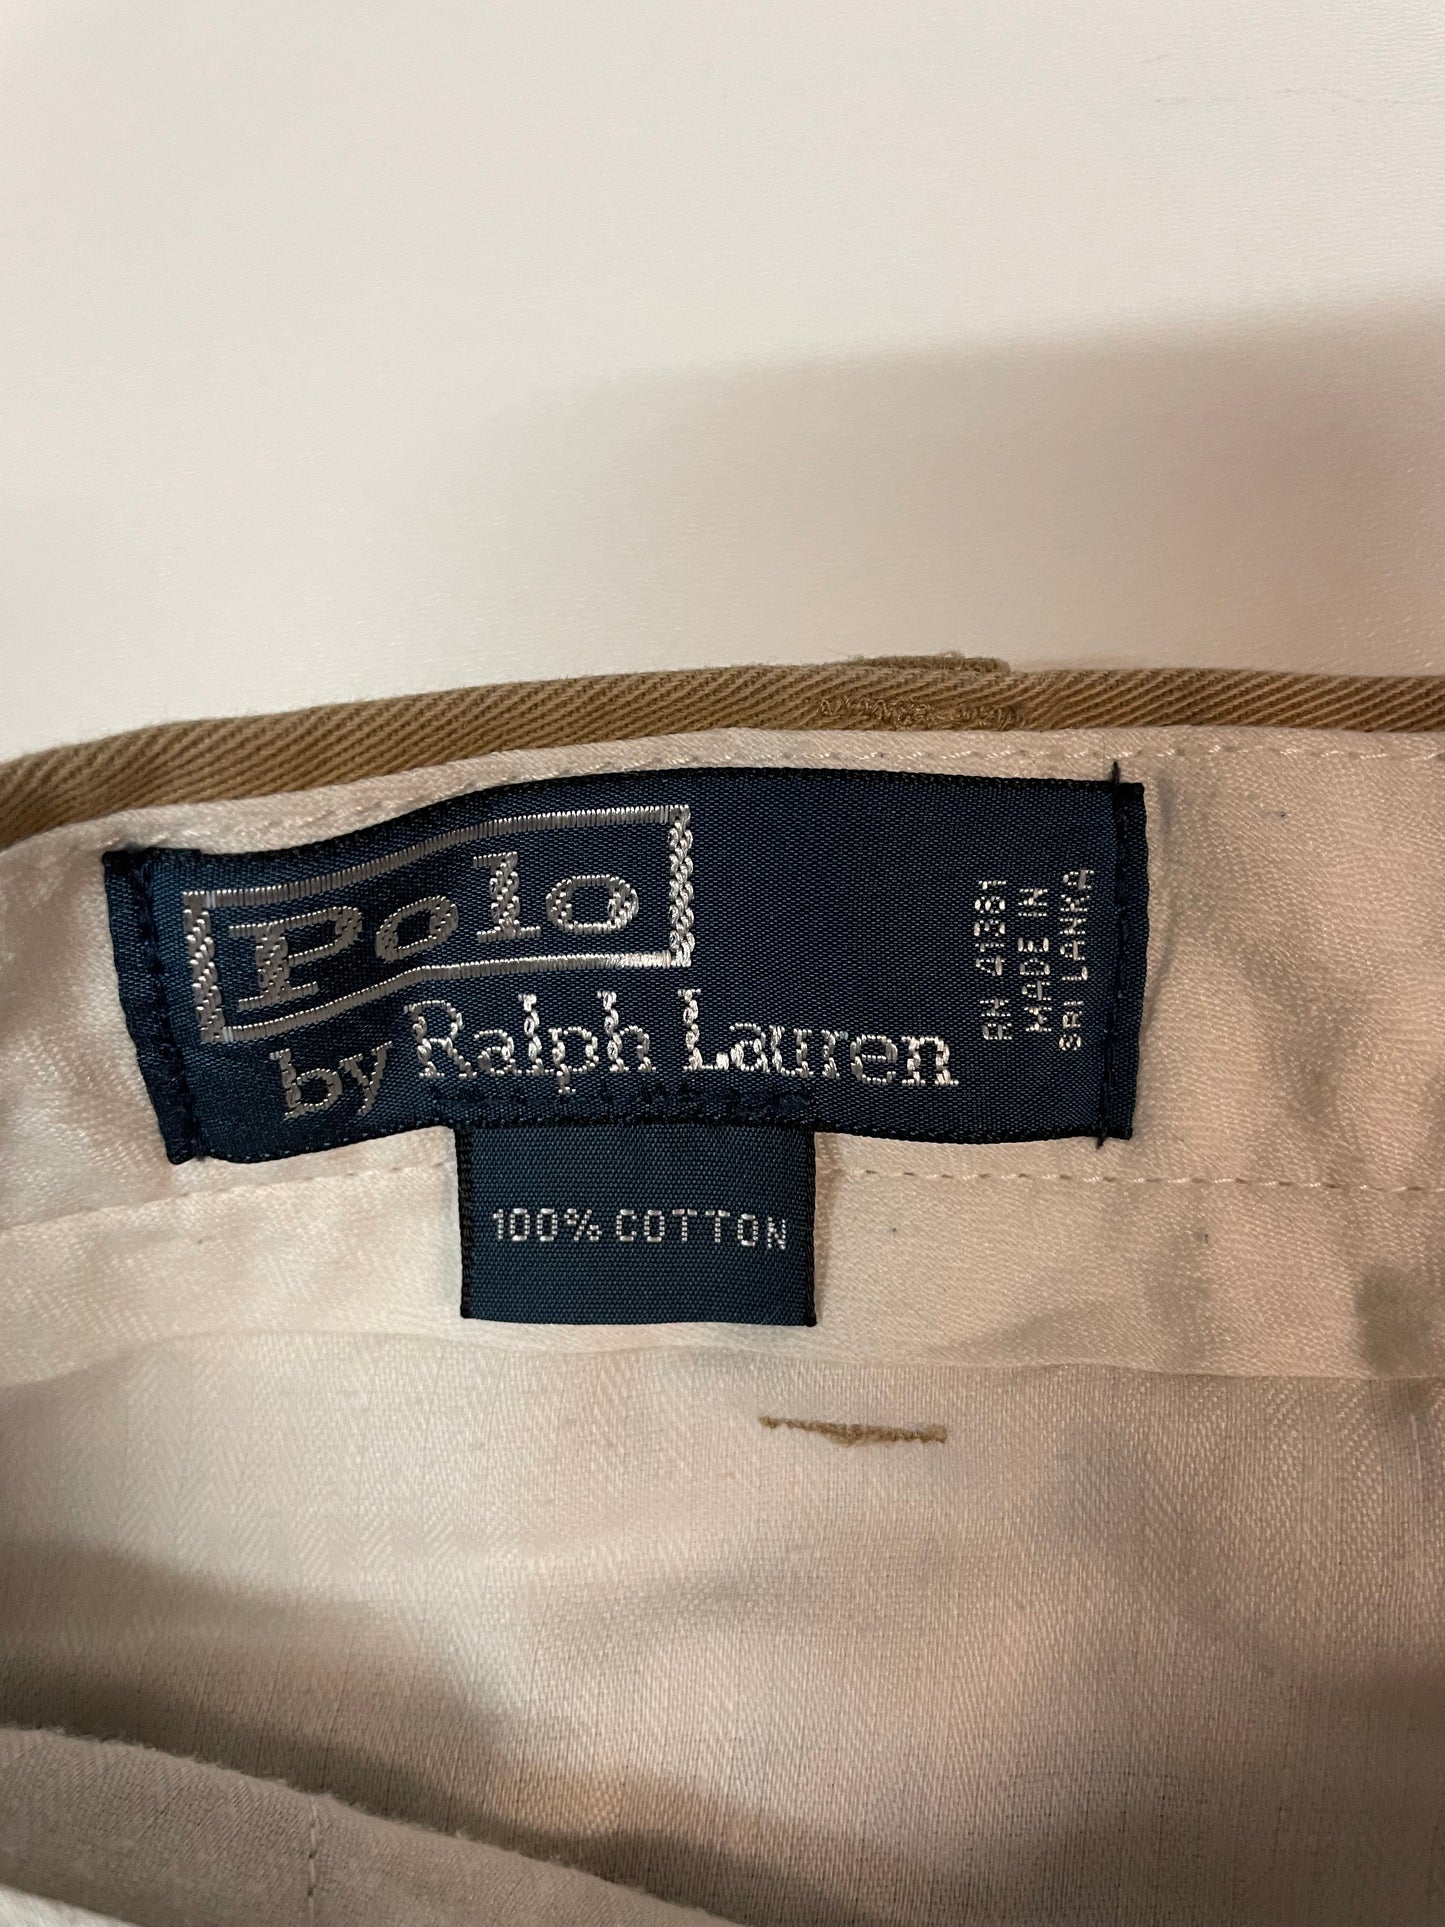 Polo
by Ralph Lauren
RN 41381
MADE IN
SRI LANKA
100% COTTON